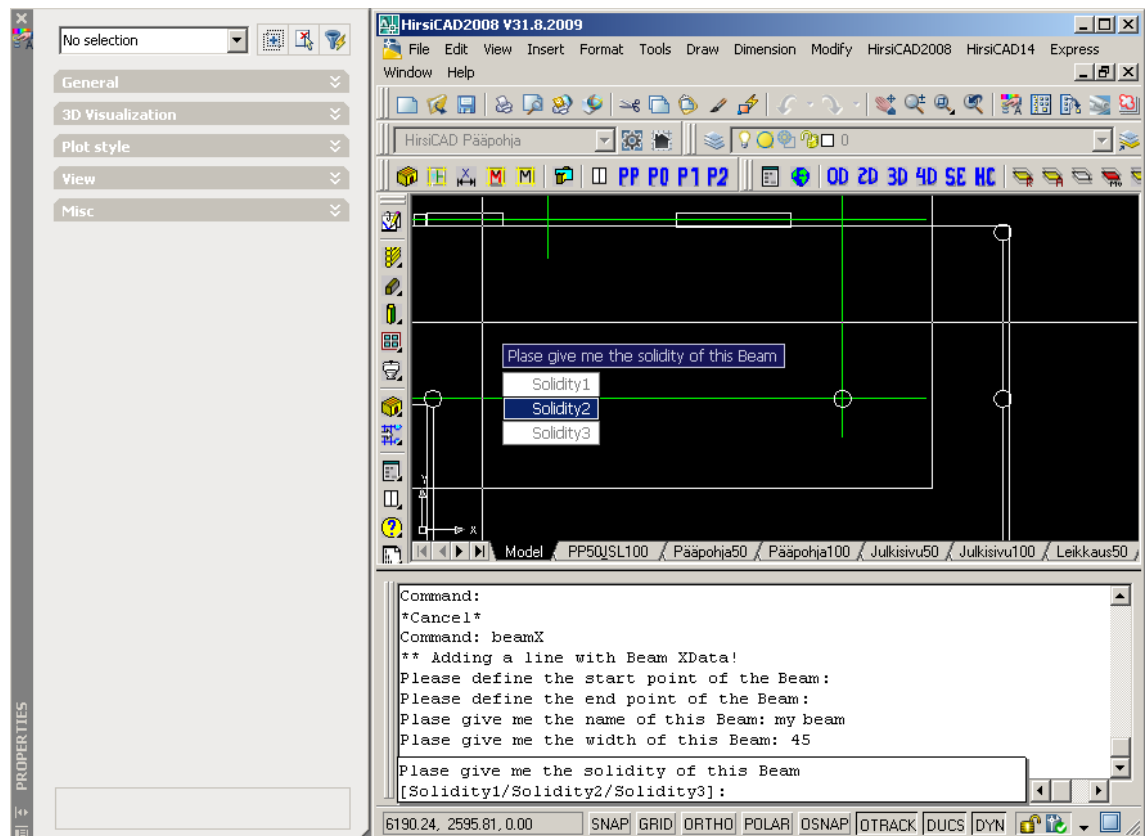 No selection
General
3D Visualization
Plot style
View
Misc
PROPERTIES
HirsiCAD2008 V31.8.2009
File Edit View Insert Format Tools Draw Dimension Modify HirsiCAD2008 HirsiCAD14 Express
Window Help
HirsiCAD Pääpohja
0
M M PP P0 P1 P2 0D 2D 3D 4D SE HC
Plase give me the solidity of this Beam
Solidity1
Solidity2
Solidity3
Y
X
Model PP50JSL100 Pääpohja50 Pääpohja100 Julkisivu50 Julkisivu100 Leikkaus50
Command:
*Cancel*
Command: beamX
** Adding a line with Beam XData!
Please define the start point of the Beam:
Please define the end point of the Beam:
Plase give me the name of this Beam: my beam
Plase give me the width of this Beam: 45
Plase give me the solidity of this Beam
[Solidity1/Solidity2/Solidity3]:
6190.24, 2595.81, 0.00 SNAP GRID ORTHO POLAR OSNAP OTRACK DUCS DYN